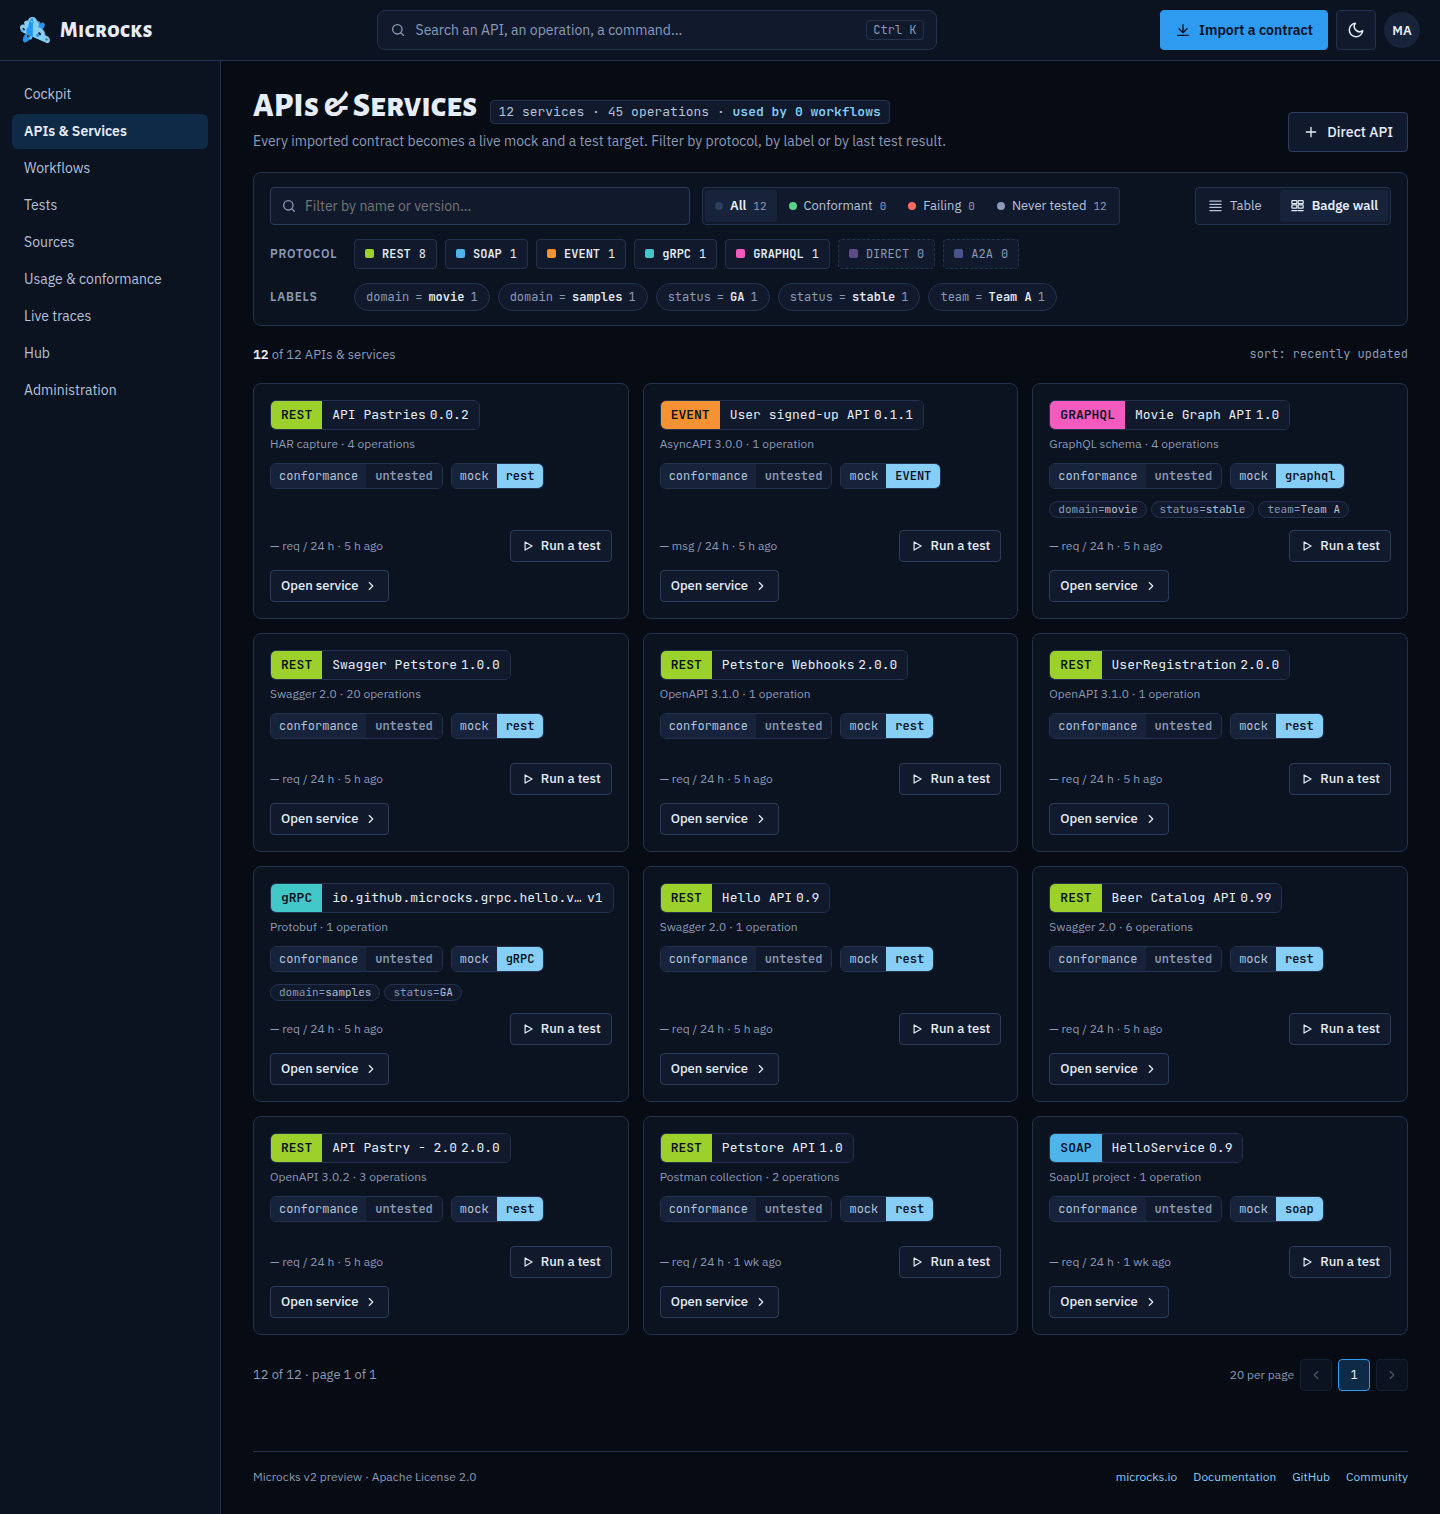 Microcks
Search an API, an operation, a command...
Ctrl K
Import a contract
MA
Cockpit
APIs & Services
Workflows
Tests
Sources
Usage & conformance
Live traces
Hub
Administration
APIs & Services
12 services · 45 operations · used by 0 workflows
Every imported contract becomes a live mock and a test target. Filter by protocol, by label or by last test result.
Direct API
Filter by name or version...
All 12
Conformant 0
Failing 0
Never tested 12
Table
Badge wall
PROTOCOL
REST 8
SOAP 1
EVENT 1
gRPC 1
GRAPHQL 1
DIRECT 0
A2A 0
LABELS
domain = movie 1
domain = samples 1
status = GA 1
status = stable 1
team = Team A 1
12 of 12 APIs & services
sort: recently updated
REST API Pastries 0.0.2
HAR capture · 4 operations
conformance untested mock rest
— req / 24 h · 5 h ago
Run a test
Open service
EVENT User signed-up API 0.1.1
AsyncAPI 3.0.0 · 1 operation
conformance untested mock EVENT
— msg / 24 h · 5 h ago
Run a test
Open service
GRAPHQL Movie Graph API 1.0
GraphQL schema · 4 operations
conformance untested mock graphql
domain=movie status=stable team=Team A
— req / 24 h · 5 h ago
Run a test
Open service
REST Swagger Petstore 1.0.0
Swagger 2.0 · 20 operations
conformance untested mock rest
— req / 24 h · 5 h ago
Run a test
Open service
REST Petstore Webhooks 2.0.0
OpenAPI 3.1.0 · 1 operation
conformance untested mock rest
— req / 24 h · 5 h ago
Run a test
Open service
REST UserRegistration 2.0.0
OpenAPI 3.1.0 · 1 operation
conformance untested mock rest
— req / 24 h · 5 h ago
Run a test
Open service
gRPC io.github.microcks.grpc.hello.v… v1
Protobuf · 1 operation
conformance untested mock gRPC
domain=samples status=GA
— req / 24 h · 5 h ago
Run a test
Open service
REST Hello API 0.9
Swagger 2.0 · 1 operation
conformance untested mock rest
— req / 24 h · 5 h ago
Run a test
Open service
REST Beer Catalog API 0.99
Swagger 2.0 · 6 operations
conformance untested mock rest
— req / 24 h · 5 h ago
Run a test
Open service
REST API Pastry - 2.0 2.0.0
OpenAPI 3.0.2 · 3 operations
conformance untested mock rest
— req / 24 h · 5 h ago
Run a test
Open service
REST Petstore API 1.0
Postman collection · 2 operations
conformance untested mock rest
— req / 24 h · 1 wk ago
Run a test
Open service
SOAP HelloService 0.9
SoapUI project · 1 operation
conformance untested mock soap
— req / 24 h · 1 wk ago
Run a test
Open service
12 of 12 · page 1 of 1
20 per page
1
Microcks v2 preview · Apache License 2.0
microcks.io
Documentation
GitHub
Community